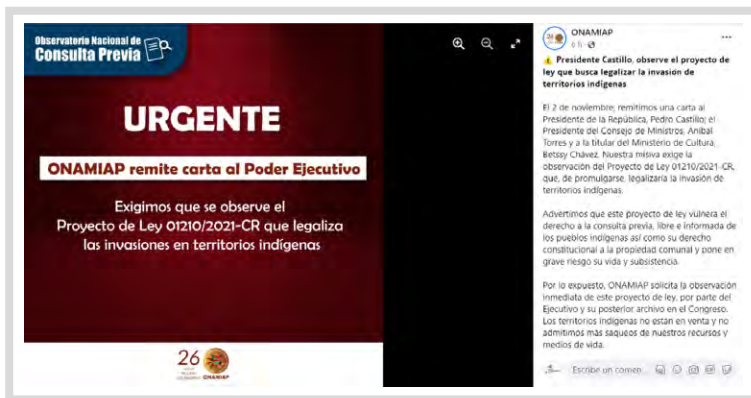 Observatorio Nacional de
Consulta Previa
URGENTE
ONAMIAP remite carta al Poder Ejecutivo
Exigimos que se observe el
Proyecto de Ley 01210/2021-CR que legaliza
las invasiones en territorios indígenas
26
ONAMIAP
ONAMIAP
Presidente Castillo, observe el proyecto de
ley que busca legalizar la invasión de
territorios indígenas
El 2 de noviembre, remitimos una carta al
Presidente de la República, Pedro Castillo; el
Presidente del Consejo de Ministros, Aníbal
Torres y a la titular del Ministerio de Cultura,
Betssy Chávez. Nuestra misiva exige la
observación del Proyecto de Ley 01210/2021-CR,
que, de promulgarse, legalizaría la invasión de
territorios indígenas.
Advertimos que este proyecto de ley vulnera el
derecho a la consulta previa, libre e informada de
los pueblos indígenas así como su derecho
constitucional a la propiedad comunal y pone en
grave riesgo su vida y subsistencia.
Por lo expuesto, ONAMIAP solicita la observación
inmediata de este proyecto de ley, por parte del
Ejecutivo y su posterior archivo en el Congreso.
Los territorios indígenas no están en venta y no
admitimos más saqueos de nuestros recursos y
medios de vida.
Escribe un comen...